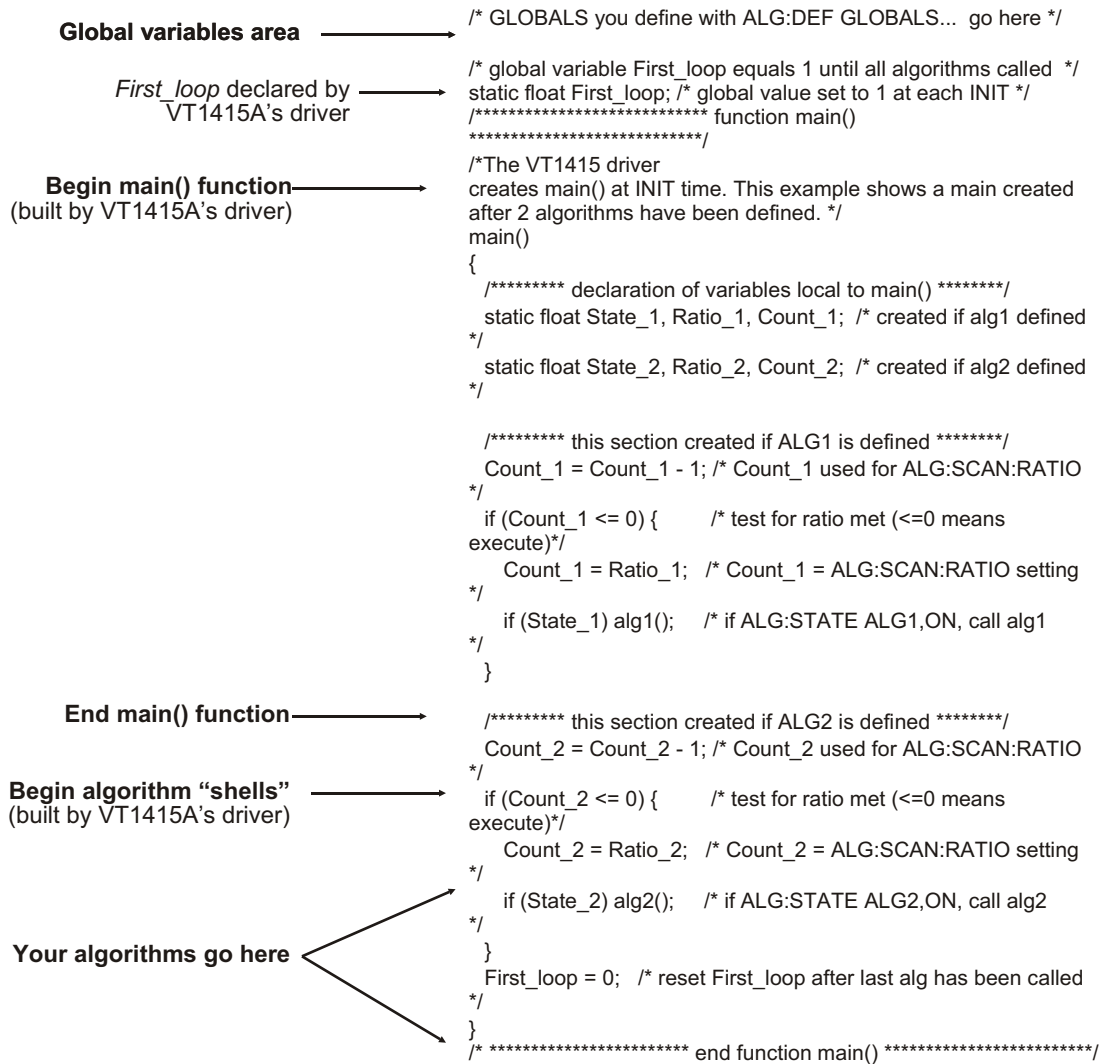 Global variables area
/* GLOBALS you define with ALG:DEF GLOBALS... go here */
First_loop declared by
VT1415A's driver
/* global variable First_loop equals 1 until all algorithms called */
static float First_loop; /* global value set to 1 at each INIT */
/**************************** function main()
****************************/
/*The VT1415 driver
Begin main() function
(built by VT1415A's driver)
creates main() at INIT time. This example shows a main created
after 2 algorithms have been defined. */
main()
{
/********* declaration of variables local to main() ********/
static float State_1, Ratio_1, Count_1; /* created if alg1 defined
*/
static float State_2, Ratio_2, Count_2; /* created if alg2 defined
*/
/********* this section created if ALG1 is defined ********/
Count_1 = Count_1 - 1; /* Count_1 used for ALG:SCAN:RATIO
*/
if (Count_1 <= 0) { /* test for ratio met (<=0 means
execute)*/
Count_1 = Ratio_1; /* Count_1 = ALG:SCAN:RATIO setting
*/
if (State_1) alg1(); /* if ALG:STATE ALG1,ON, call alg1
*/
}
End main() function
/********* this section created if ALG2 is defined ********/
Count_2 = Count_2 - 1; /* Count_2 used for ALG:SCAN:RATIO
*/
Begin algorithm “shells”
(built by VT1415A's driver)
if (Count_2 <= 0) { /* test for ratio met (<=0 means
execute)*/
Count_2 = Ratio_2; /* Count_2 = ALG:SCAN:RATIO setting
*/
if (State_2) alg2(); /* if ALG:STATE ALG2,ON, call alg2
*/
Your algorithms go here
}
First_loop = 0; /* reset First_loop after last alg has been called
*/
}
/* ************************ end function main() *************************/